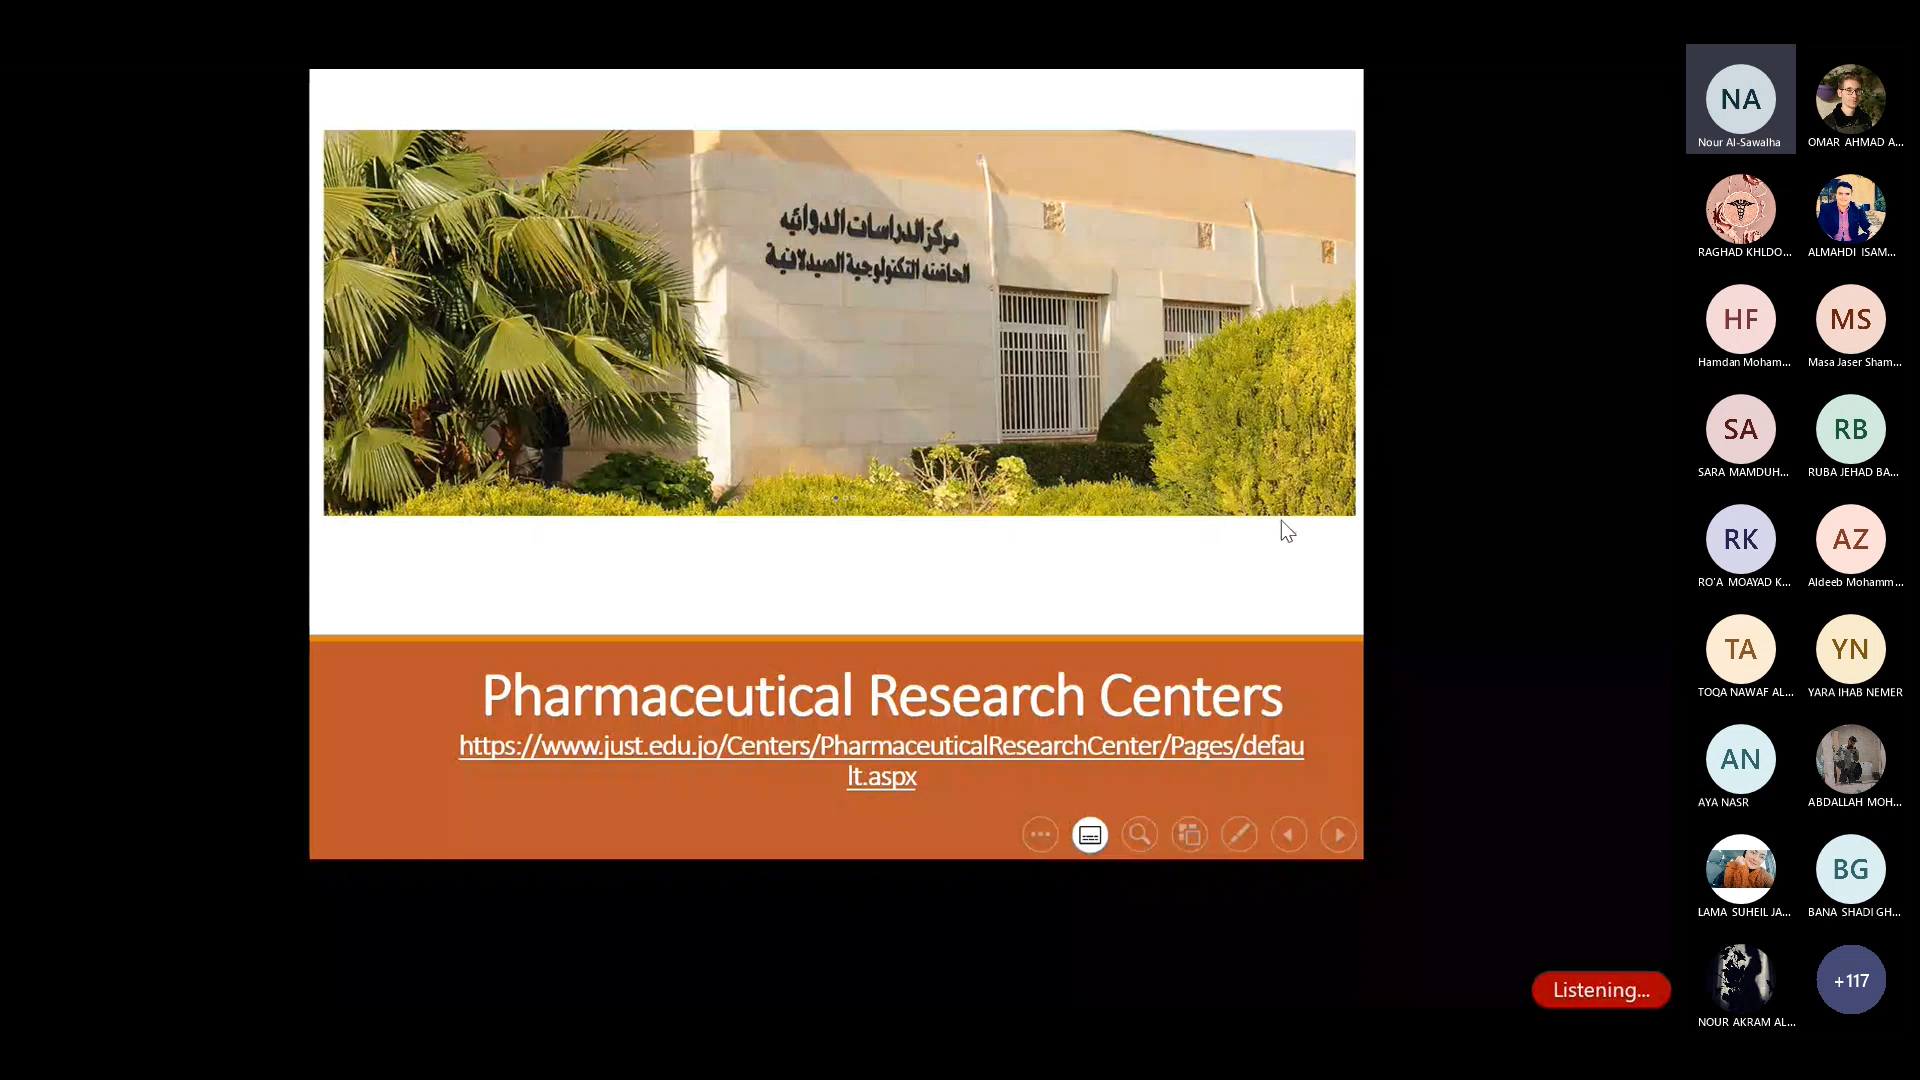 مركز الدراسات الدوائيه
الحاضنه التكنولوجية الصيدلانية
Pharmaceutical Research Centers
https://www.just.edu.jo/Centers/PharmaceuticalResearchCenter/Pages/defau
lt.aspx
Listening...
NA
Nour Al-Sawalha
OMAR AHMAD A...
RAGHAD KHLDO...
ALMAHDI ISAM...
HF
Hamdan Moham...
MS
Masa Jaser Sham...
SA
SARA MAMDUH...
RB
RUBA JEHAD BA...
RK
RO'A MOAYAD K...
AZ
Aldeeb Mohamm...
TA
TOQA NAWAF AL...
YN
YARA IHAB NEMER
AN
AYA NASR
ABDALLAH MOH...
LAMA SUHEIL JA...
BG
BANA SHADI GH...
NOUR AKRAM AL...
+117